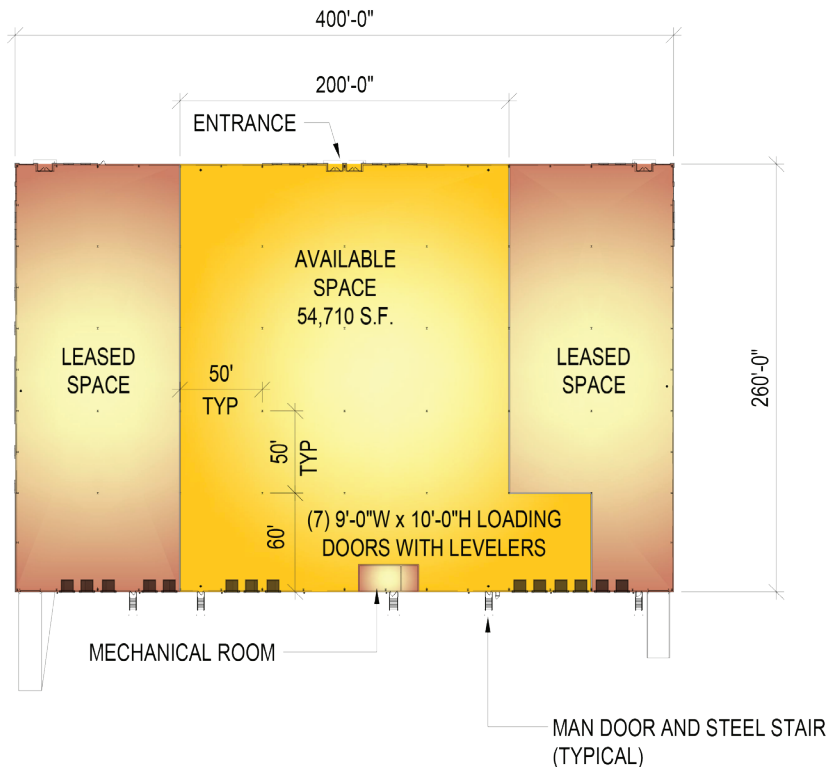 400'-0"
200'-0"
ENTRANCE
AVAILABLE
SPACE
54,710 S.F.
LEASED
SPACE
LEASED
SPACE
50'
TYP
260'-0"
50'
TYP
60'
(7) 9'-0"W x 10'-0"H LOADING
DOORS WITH LEVELERS
MECHANICAL ROOM
MAN DOOR AND STEEL STAIR
(TYPICAL)